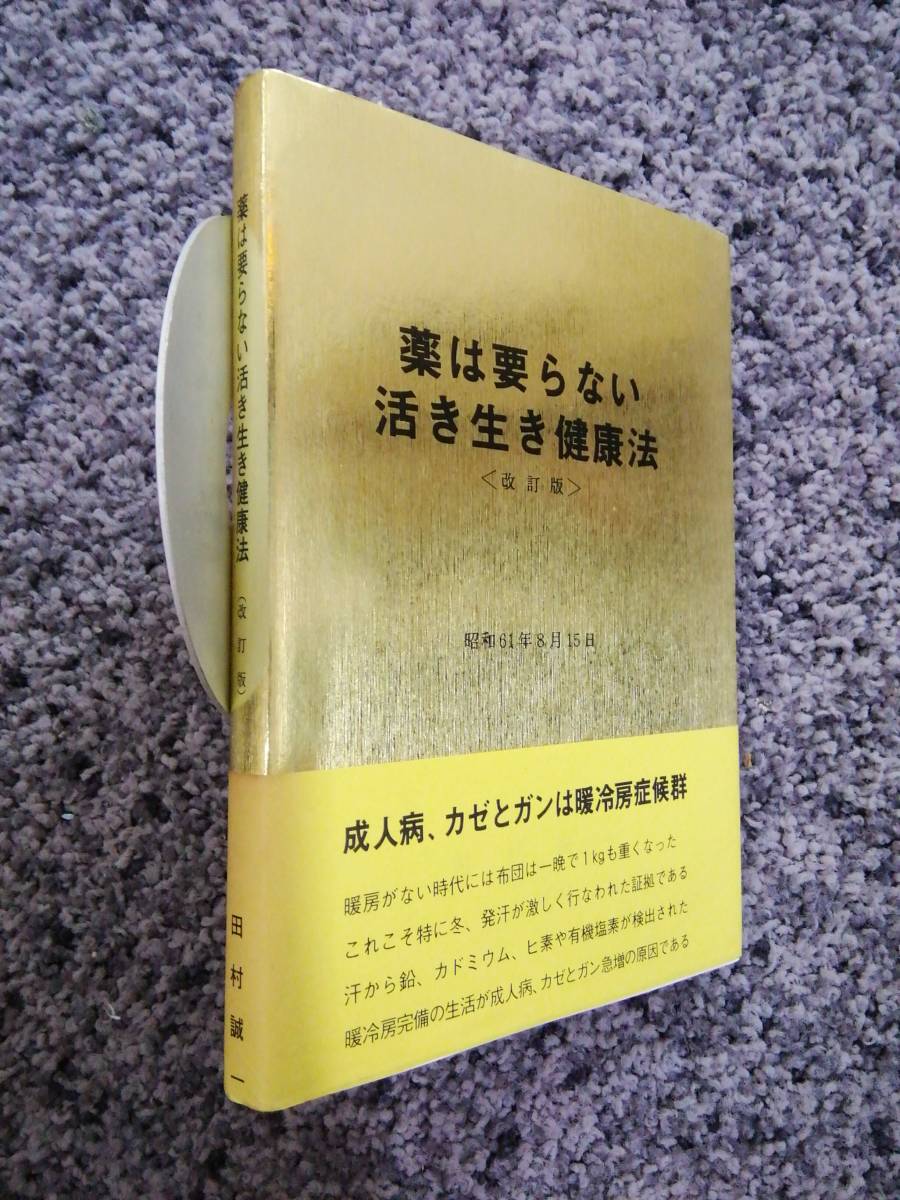 薬は要らない
活き生き健康法
＜改訂版＞
昭和61年8月15日
成人病、カゼとガンは暖冷房症候群
暖房がない時代には布団は一晩で1kgも重くなった
これこそ特に冬、発汗が激しく行なわれた証拠である
汗から鉛、カドミウム、ヒ素や有機塩素が検出された
暖冷房完備の生活が成人病、カゼとガン急増の原因である
薬は要らない活き生き健康法（改訂版）
田村誠一